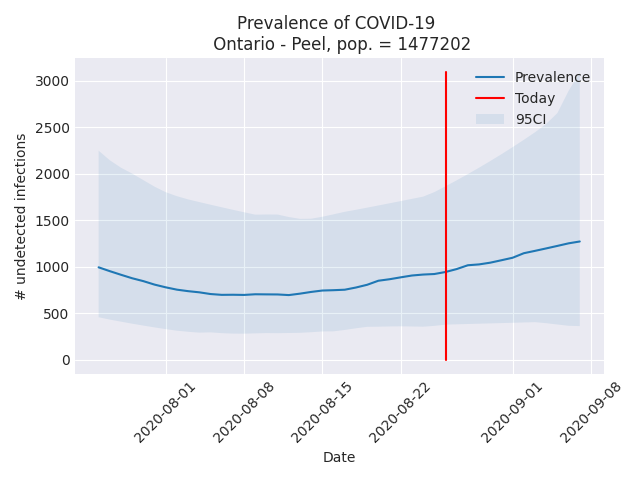 Prevalence of COVID-19
Ontario - Peel, pop. = 1477202
Prevalence
Today
95CI
3000
2500
2000
1500
1000
500
0
# undetected infections
2020-08-01
2020-08-08
2020-08-15
2020-08-22
2020-09-01
2020-09-08
Date